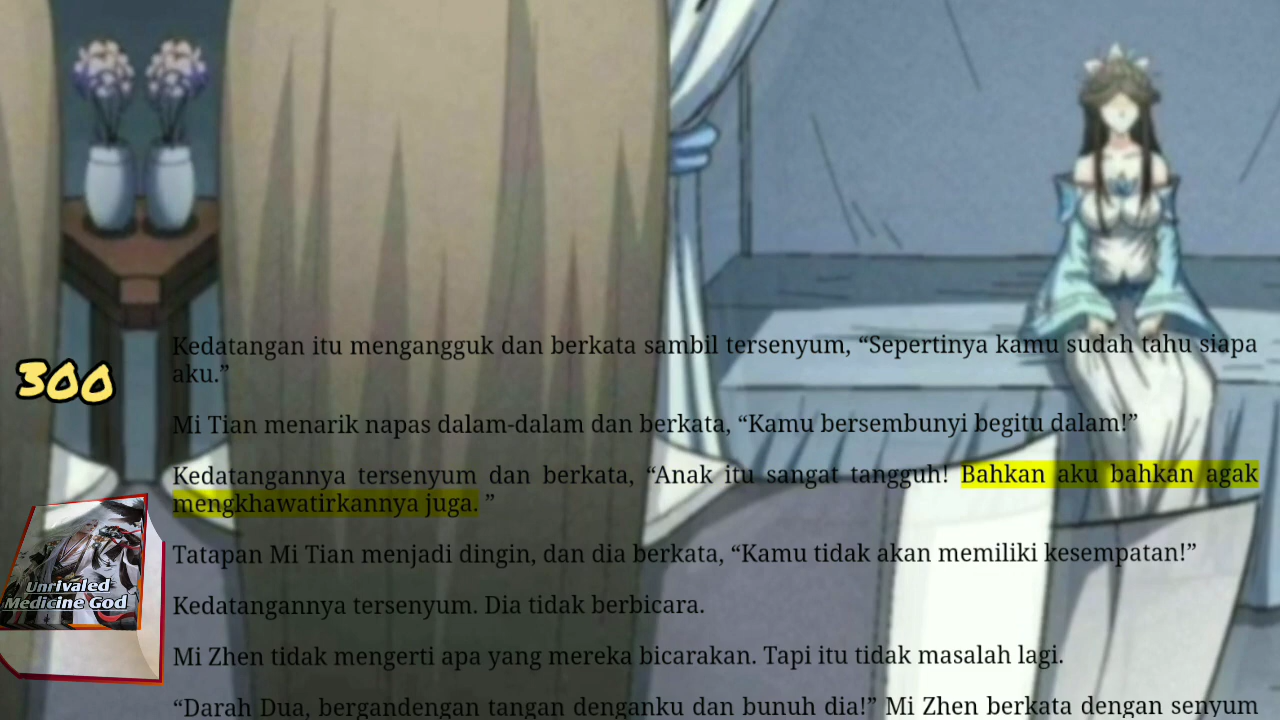 Kedatangan itu mengangguk dan berkata sambil tersenyum, “Sepertinya kamu sudah tahu siapa
aku.”
300
Mi Tian menarik napas dalam-dalam dan berkata, “Kamu bersembunyi begitu dalam!”
Kedatangannya tersenyum dan berkata, “Anak itu sangat tangguh! Bahkan aku bahkan agak
mengkhawatirkannya juga. ”
Tatapan Mi Tian menjadi dingin, dan dia berkata, “Kamu tidak akan memiliki kesempatan!”
Unrivaled
Medicine God
Kedatangannya tersenyum. Dia tidak berbicara.
Mi Zhen tidak mengerti apa yang mereka bicarakan. Tapi itu tidak masalah lagi.
“Darah Dua, bergandengan tangan denganku dan bunuh dia!” Mi Zhen berkata dengan senyum